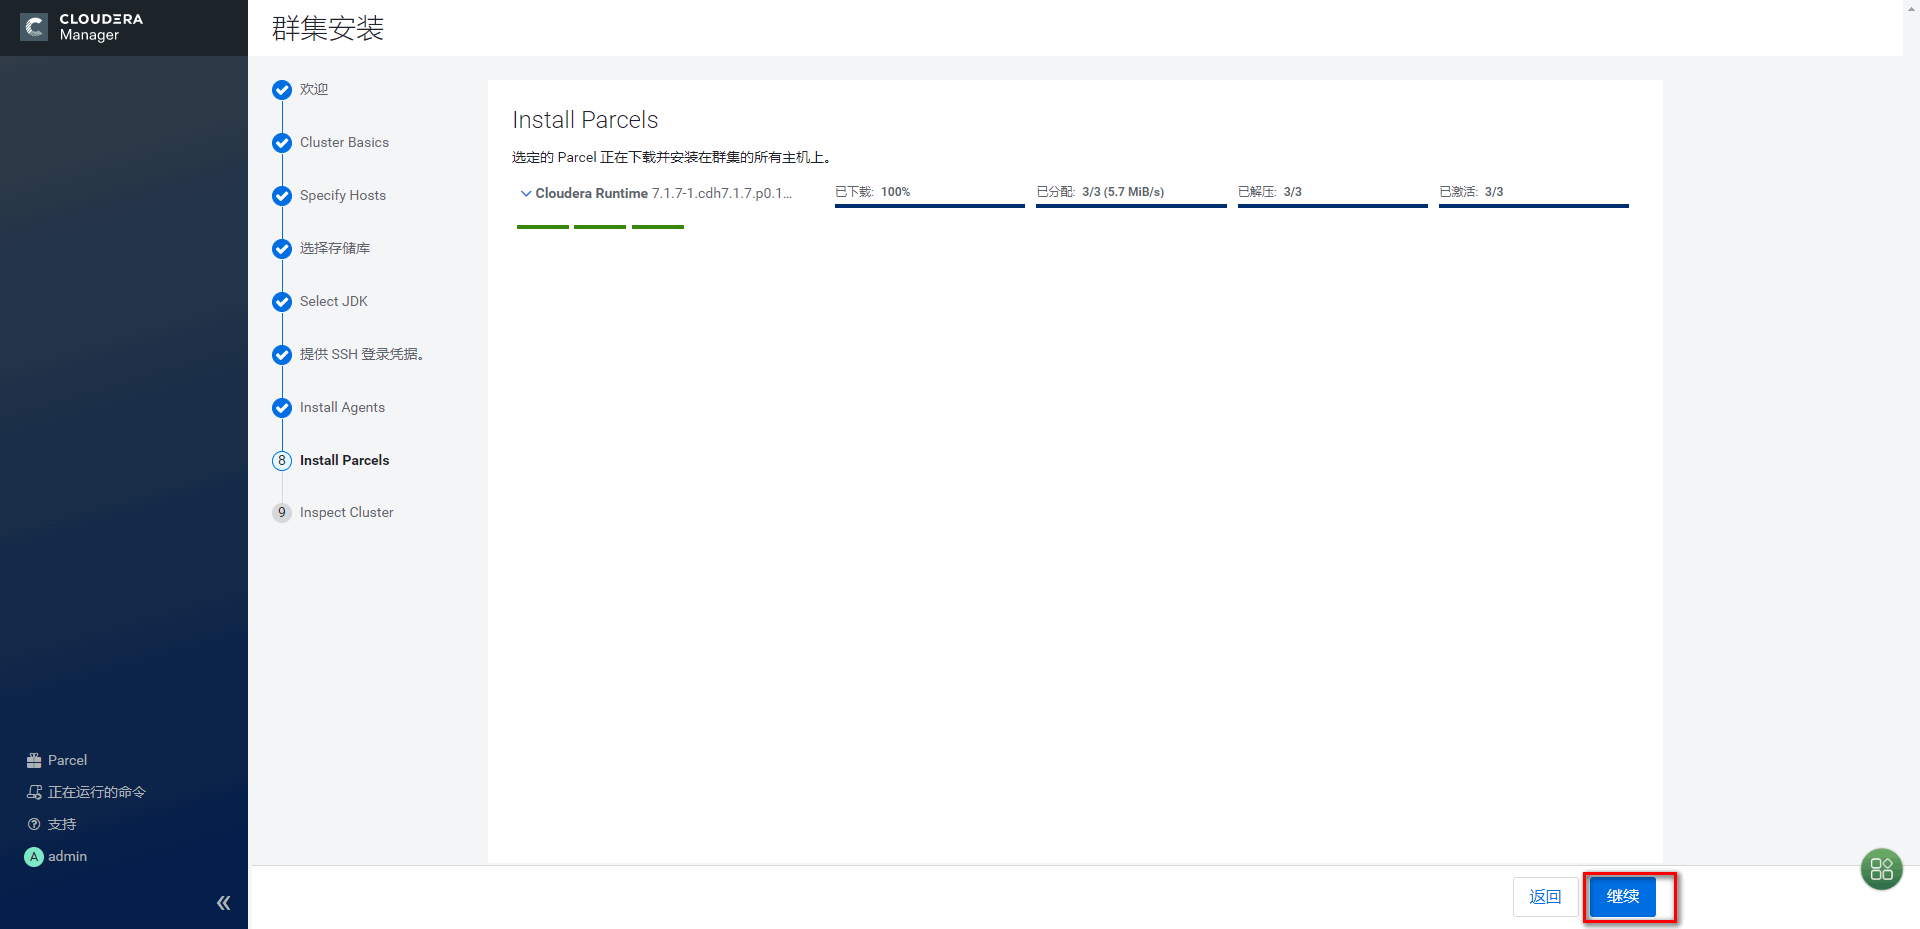 CLOUDERA
Manager
群集安装
欢迎
Cluster Basics
Specify Hosts
选择存储库
Select JDK
提供 SSH 登录凭据。
Install Agents
8 Install Parcels
9 Inspect Cluster
Install Parcels
选定的 Parcel 正在下载并安装在群集的所有主机上。
Cloudera Runtime 7.1.7-1.cdh7.1.7.p0.1...
已下载: 100%
已分配: 3/3 (5.7 MiB/s)
已解压: 3/3
已激活: 3/3
Parcel
正在运行的命令
支持
A admin
返回
继续